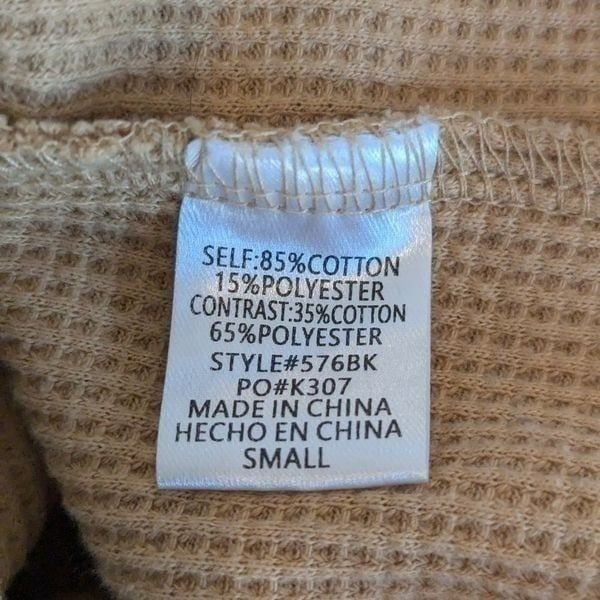 SELF:85%COTTON
15%POLYESTER
CONTRAST:35%COTTON
65%POLYESTER
STYLE#576BK
PO#K307
MADE IN CHINA
HECHO EN CHINA
SMALL